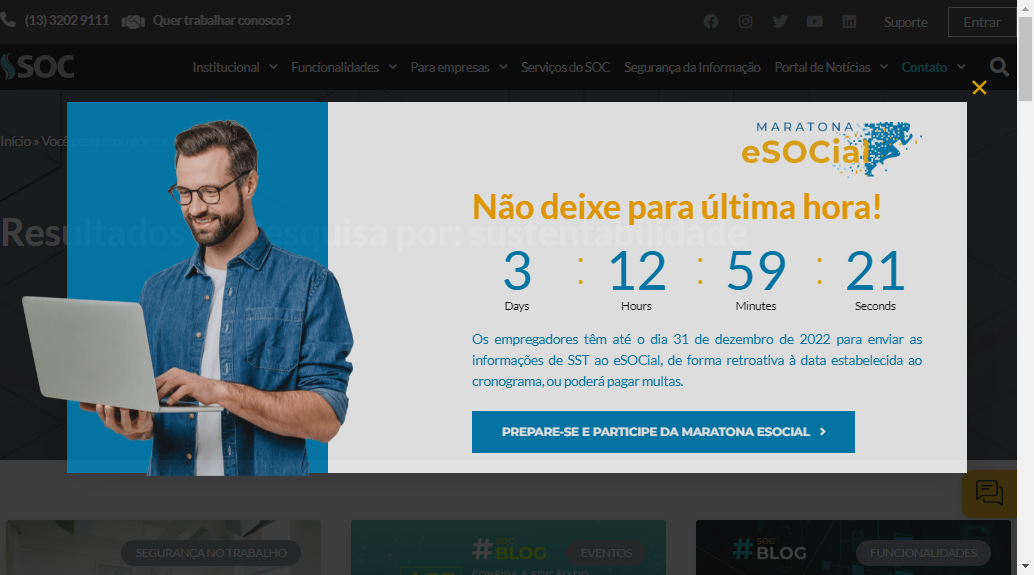 (13) 3202 9111 Quer trabalhar conosco ? Suporte Entrar
SOC Institucional Funcionalidades Para empresas Serviços do SOC Segurança da Informação Portal de Notícias Contato
MARATONA
eSOCial
Início » Você pesquisou por
Não deixe para última hora!
Resultados da pesquisa por: sustentabilidade
3 : 12 : 59 : 21
Days Hours Minutes Seconds
Os empregadores têm até o dia 31 de dezembro de 2022 para enviar as
informações de SST ao eSOCial, de forma retroativa à data estabelecida ao
cronograma, ou poderá pagar multas.
PREPARE-SE E PARTICIPE DA MARATONA ESOCIAL
SEGURANÇA NO TRABALHO
# SOC BLOG EVENTOS
CONFIRA A EDIÇÃO DO
# SOC BLOG FUNCIONALIDADES